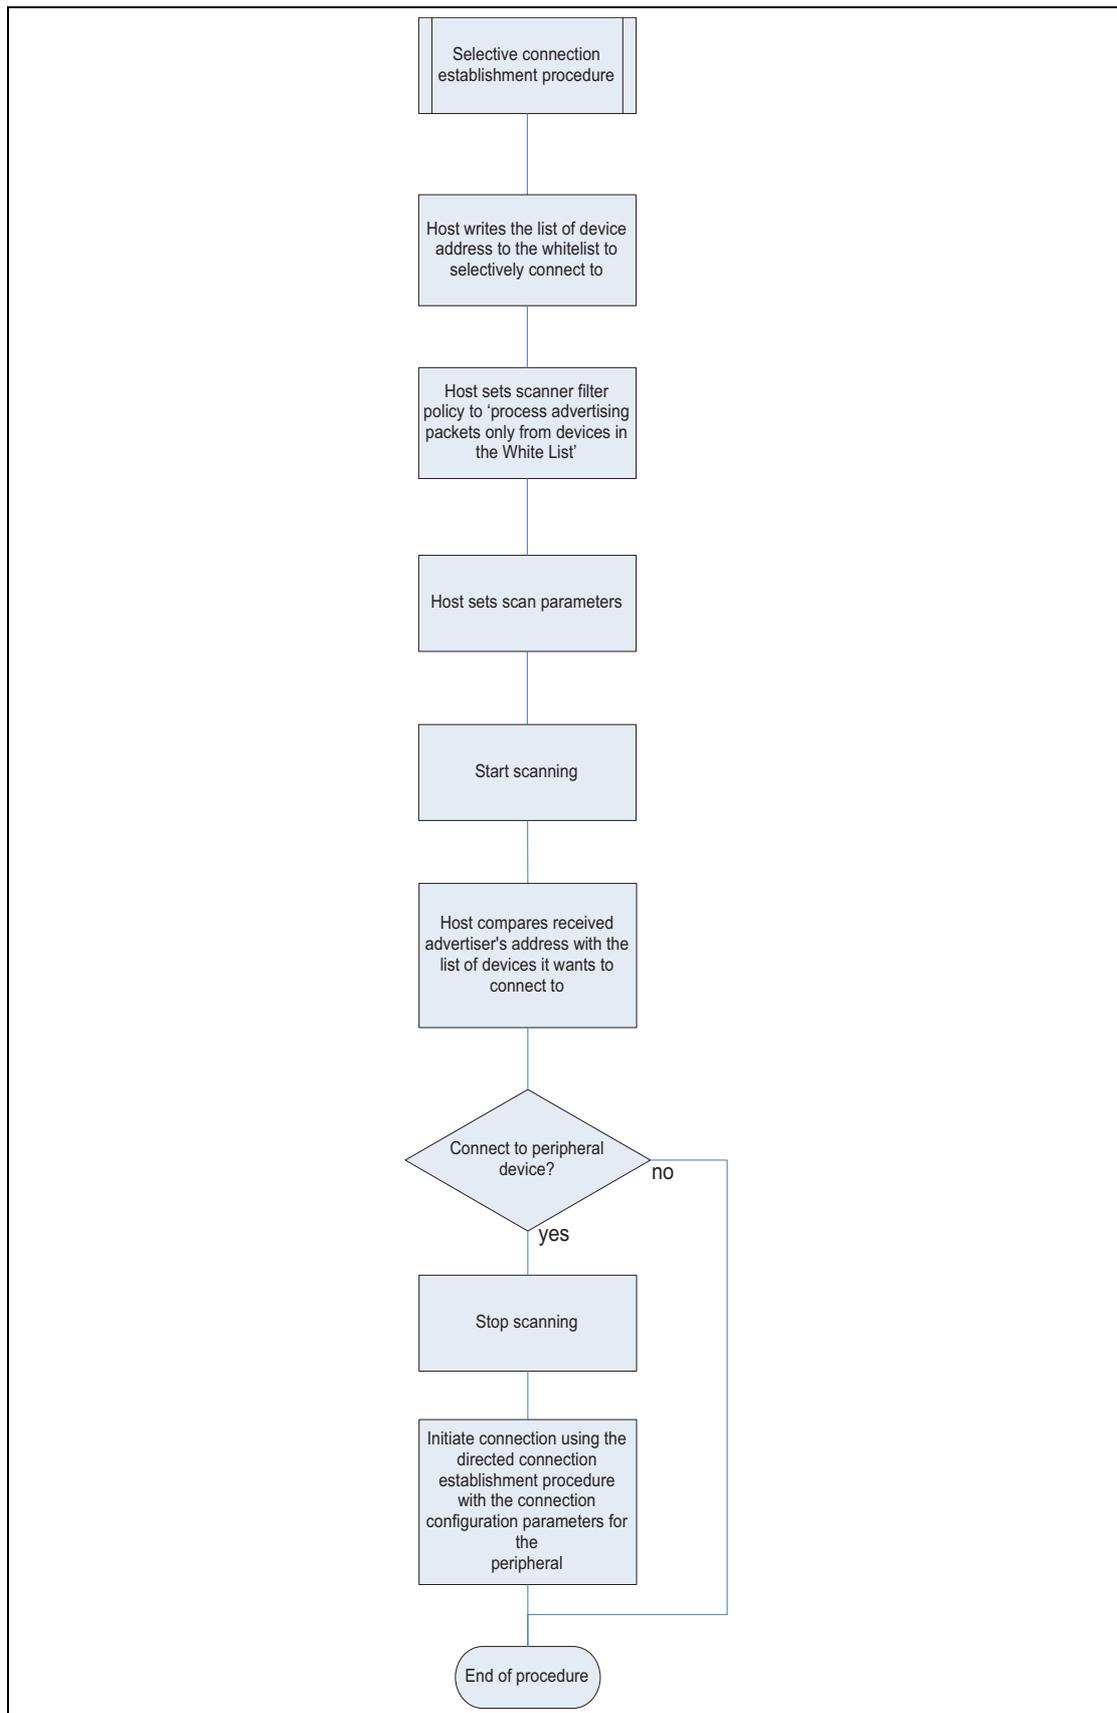 Selective connection
establishment procedure
Host writes the list of device
address to the whitelist to
selectively connect to
Host sets scanner filter
policy to ‘process advertising
packets only from devices in
the White List’
Host sets scan parameters
Start scanning
Host compares received
advertiser's address with the
list of devices it wants to
connect to
Connect to peripheral
device?
no
yes
Stop scanning
Initiate connection using the
directed connection
establishment procedure
with the connection
configuration parameters for
the
peripheral
End of procedure